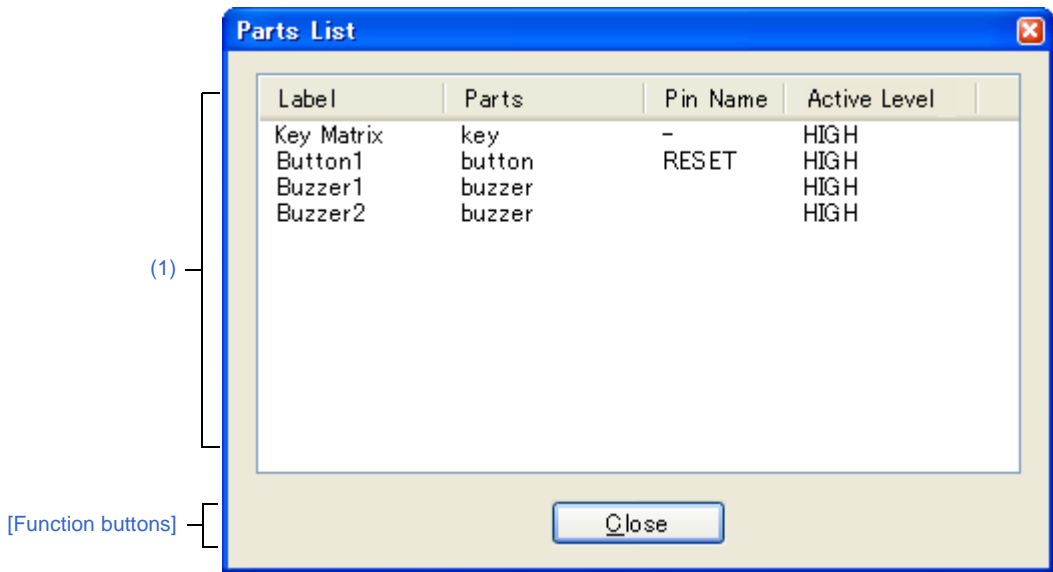 Parts List
Label Parts Pin Name Active Level
Key Matrix key - HIGH
Button1 button RESET HIGH
Buzzer1 buzzer HIGH
Buzzer2 buzzer HIGH
(1)
[Function buttons]
Close